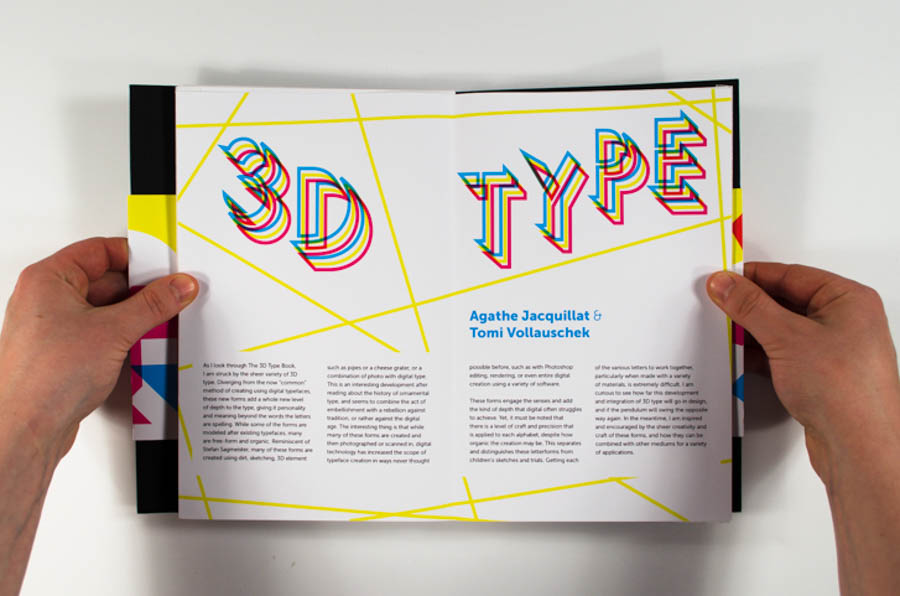 3D TYPE
Agathe Jacquillat &
Tomi Vollauschek
As I look through The 3D Type Book,
I am struck by the sheer variety of 3D
type. Diverging from the now "common"
method of creating using digital typefaces,
these new forms add a whole new level
of depth to the type, giving it personality
and meaning beyond the words the letters
are spelling. While some of the forms are
modeled after existing typefaces, many
are free-form and organic. Reminiscent of
Stefan Sagmeister, many of these forms are
created using dirt, sketching, 3D element
such as pipes or a cheese grater, or a
combination of photo with digital type.
This is an interesting development after
reading about the history of ornamental
type, and seems to combine the act of
embellishment with a rebellion against
tradition, or rather against the digital
age. The interesting thing is that while
many of these forms are created and
then photographed or scanned in, digital
technology has increased the scope of
typeface creation in ways never thought
possible before, such as with Photoshop
editing, rendering, or even entire digital
creation using a variety of software.
These forms engage the senses and add
the kind of depth that digital often struggles
to achieve. Yet, it must be noted that
there is a level of craft and precision that
is applied to each alphabet, despite how
organic the creation may be. This separates
and distinguishes these letterforms from
children's sketches and trials. Getting each
of the various letters to work together,
particularly when made with a variety
of materials, is extremely difficult. I am
curious to see how far this development
and integration of 3D type will go in design,
and if the pendulum will swing the opposite
way again. In the meantime, I am inspired
and encouraged by the sheer creativity and
craft of these forms, and how they can be
combined with other mediums for a variety
of applications.